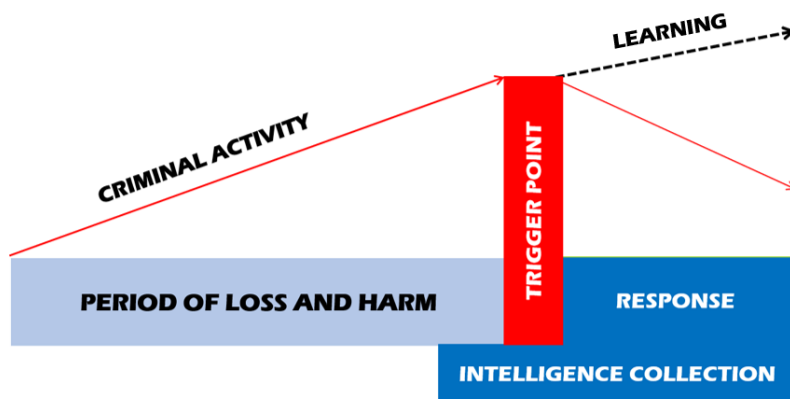 LEARNING
CRIMINAL ACTIVITY
TRIGGER POINT
PERIOD OF LOSS AND HARM
RESPONSE
INTELLIGENCE COLLECTION